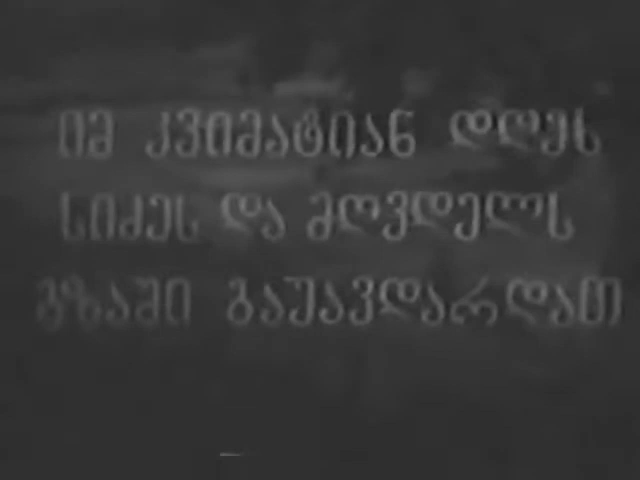 იმ კვიმატიან დღეს
სიძეს და მღვდელს
გზაში გაუავდარდათ